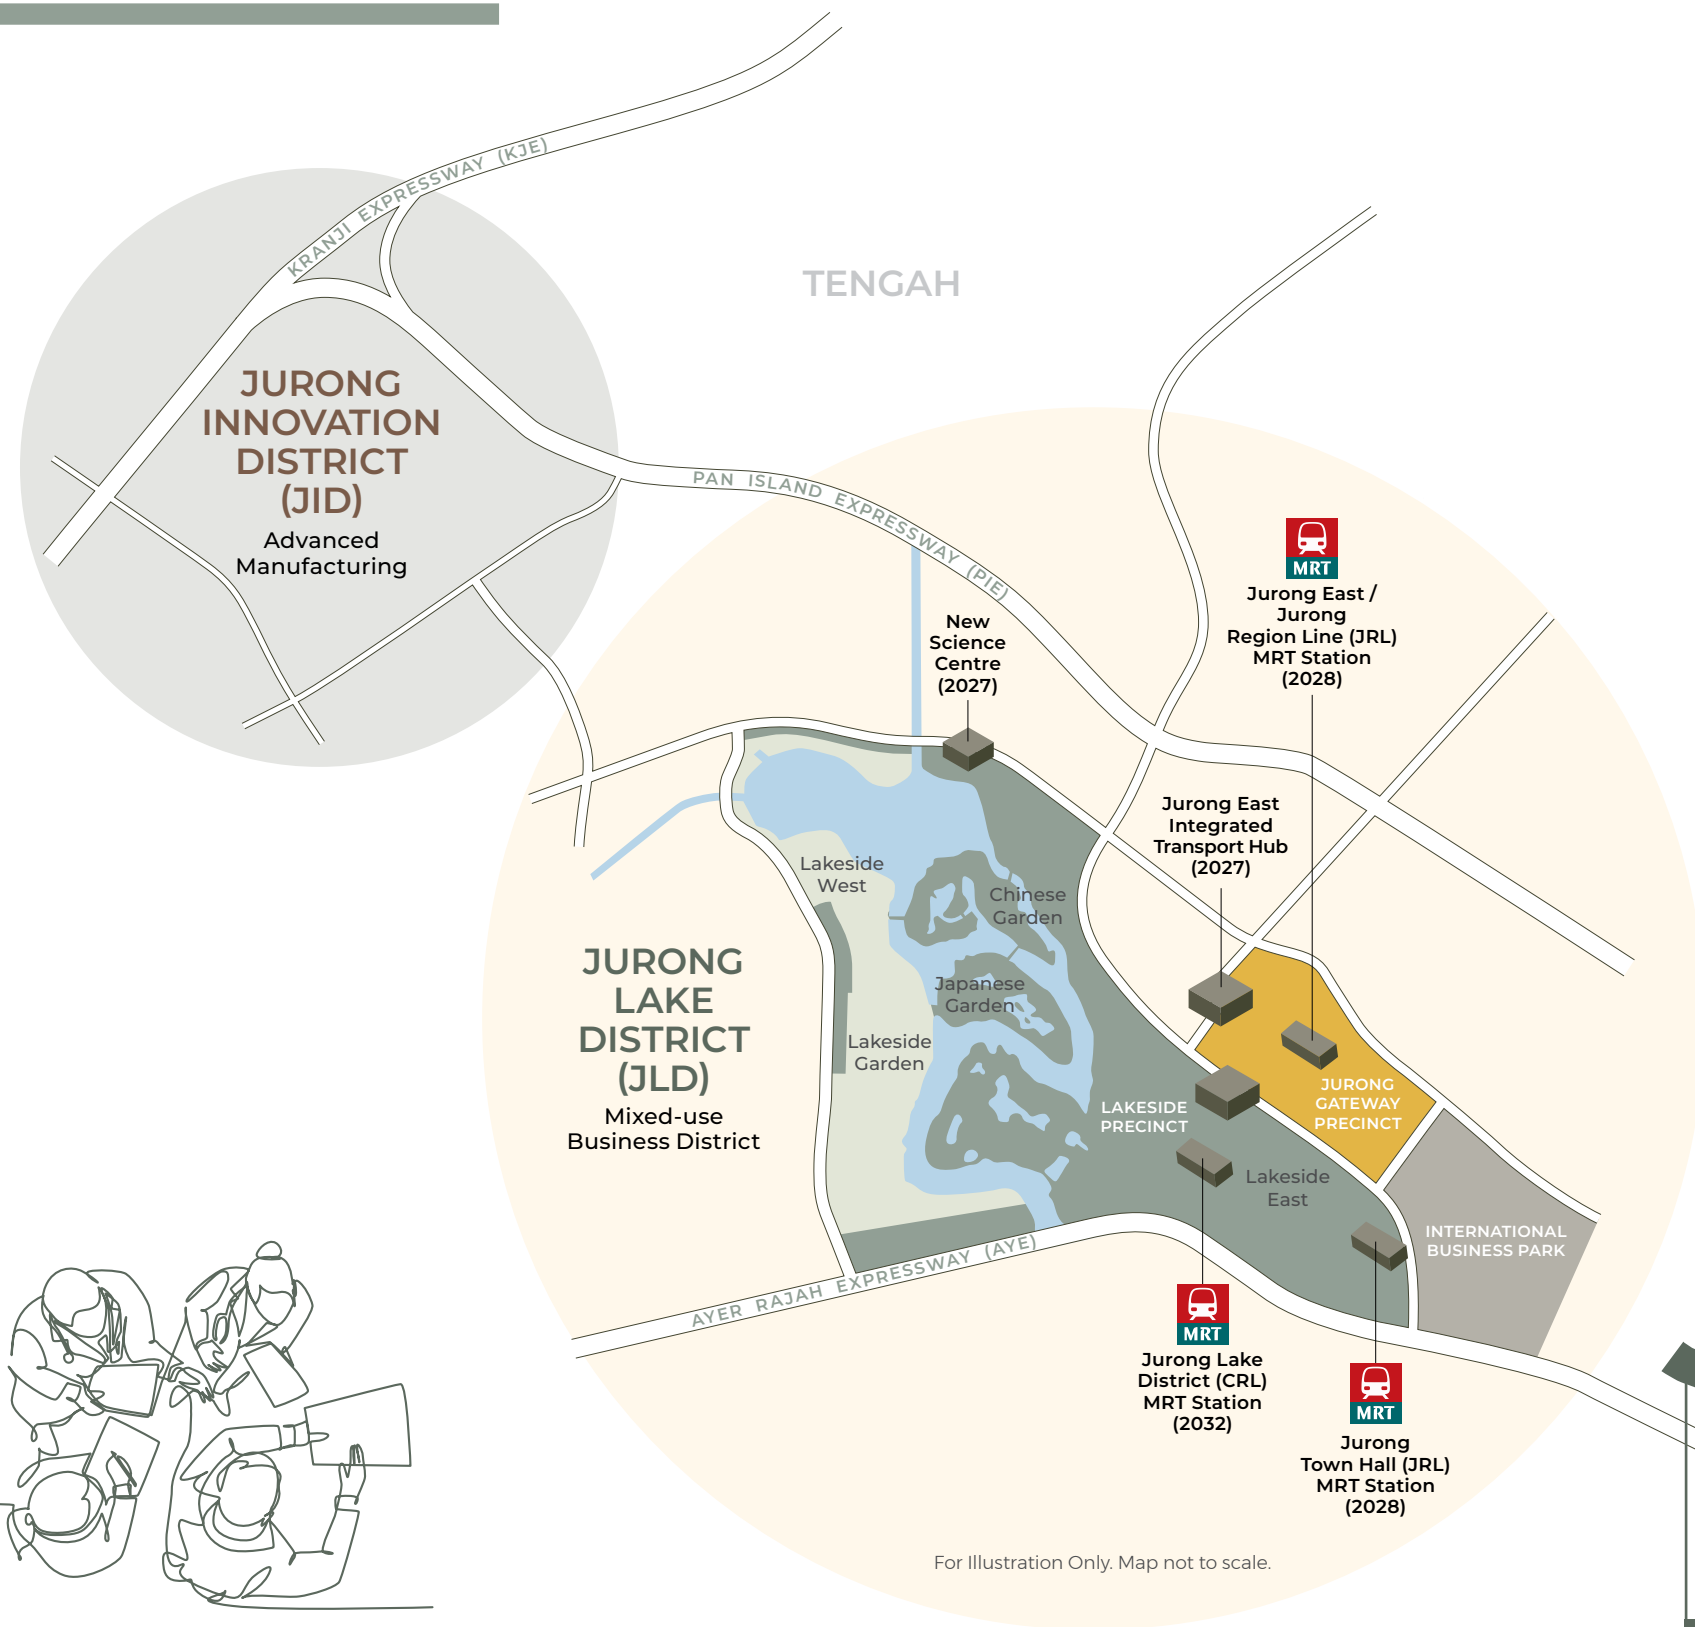 KRANJI EXPRESSWAY (KJE)
TENGAH
JURONG
INNOVATION
DISTRICT
(JID)
Advanced
Manufacturing
PAN ISLAND EXPRESSWAY (PIE)
MRT
Jurong East /
Jurong
Region Line (JRL)
MRT Station
(2028)
New
Science
Centre
(2027)
Jurong East
Integrated
Transport Hub
(2027)
Lakeside
West
Chinese
Garden
JURONG
LAKE
DISTRICT
(JLD)
Mixed-use
Business District
Japanese
Garden
Lakeside
Garden
JURONG
GATEWAY
PRECINCT
LAKESIDE
PRECINCT
Lakeside
East
INTERNATIONAL
BUSINESS PARK
AYER RAJAH EXPRESSWAY (AYE)
MRT
Jurong Lake
District (CRL)
MRT Station
(2032)
MRT
Jurong
Town Hall (JRL)
MRT Station
(2028)
For Illustration Only. Map not to scale.